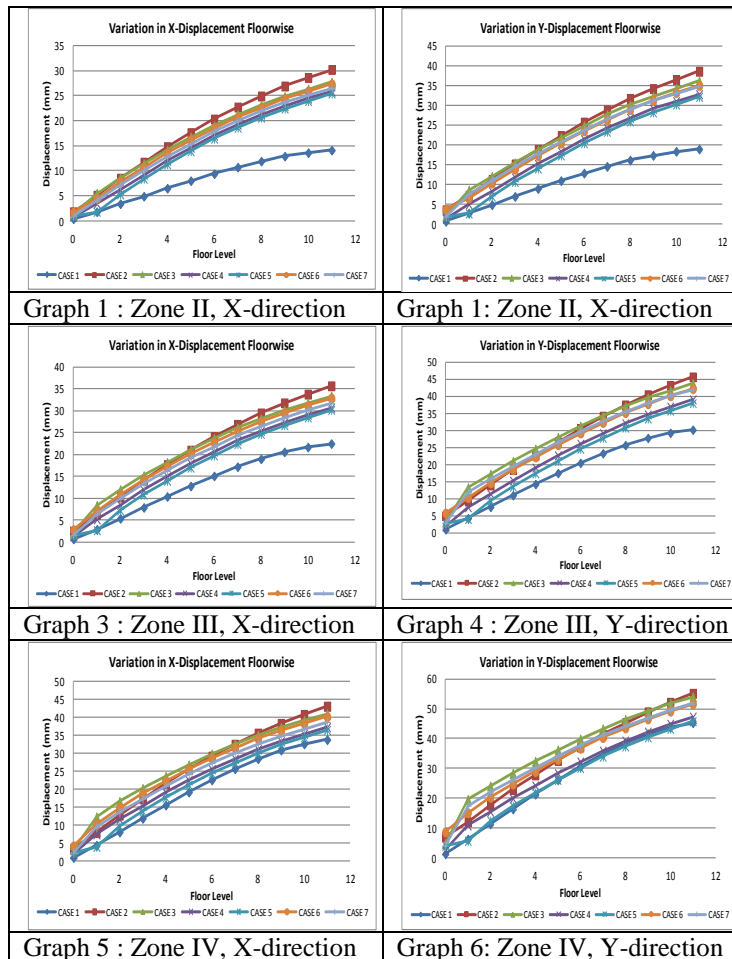 Variation in X-Displacement Floorwise
Displacement (mm)
35
30
25
20
15
10
5
0
0 2 4 6 8 10 12
Floor Level
CASE 1 CASE 2 CASE 3 CASE 4 CASE 5 CASE 6 CASE 7
Graph 1 : Zone II, X-direction
Variation in Y-Displacement Floorwise
Displacement (mm)
45
40
35
30
25
20
15
10
5
0
0 2 4 6 8 10 12
Floor Level
CASE 1 CASE 2 CASE 3 CASE 4 CASE 5 CASE 6 CASE 7
Graph 1: Zone II, X-direction
Variation in X-Displacement Floorwise
Displacement (mm)
40
35
30
25
20
15
10
5
0
0 2 4 6 8 10 12
Floor Level
CASE 1 CASE 2 CASE 3 CASE 4 CASE 5 CASE 6 CASE 7
Graph 3 : Zone III, X-direction
Variation in Y-Displacement Floorwise
Displacement (mm)
50
45
40
35
30
25
20
15
10
5
0
0 2 4 6 8 10 12
Floor Level
CASE 1 CASE 2 CASE 3 CASE 4 CASE 5 CASE 6 CASE 7
Graph 4 : Zone III, Y-direction
Variation in X-Displacement Floorwise
Displacement (mm)
50
45
40
35
30
25
20
15
10
5
0
0 2 4 6 8 10 12
Floor Level
CASE 1 CASE 2 CASE 3 CASE 4 CASE 5 CASE 6 CASE 7
Graph 5 : Zone IV, X-direction
Variation in Y-Displacement Floorwise
Displacement (mm)
60
50
40
30
20
10
0
0 2 4 6 8 10 12
Floor Level
CASE 1 CASE 2 CASE 3 CASE 4 CASE 5 CASE 6 CASE 7
Graph 6: Zone IV, Y-direction